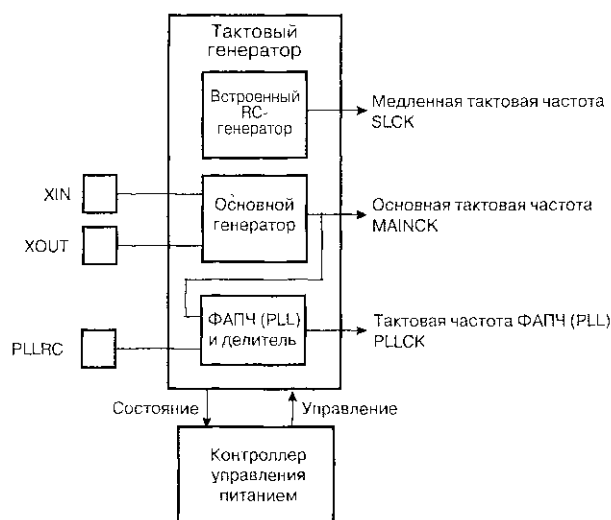 Тактовый
генератор
Встроенный
RC-
генератор
Медленная тактовая частота
SLCK
XIN
Основной
генератор
Основная тактовая частота
MAINCK
XOUT
ФАПЧ (PLL)
и делитель
Тактовая частота ФАПЧ (PLL)
PLLCK
PLLRC
Состояние
Управление
Контроллер
управления
питанием